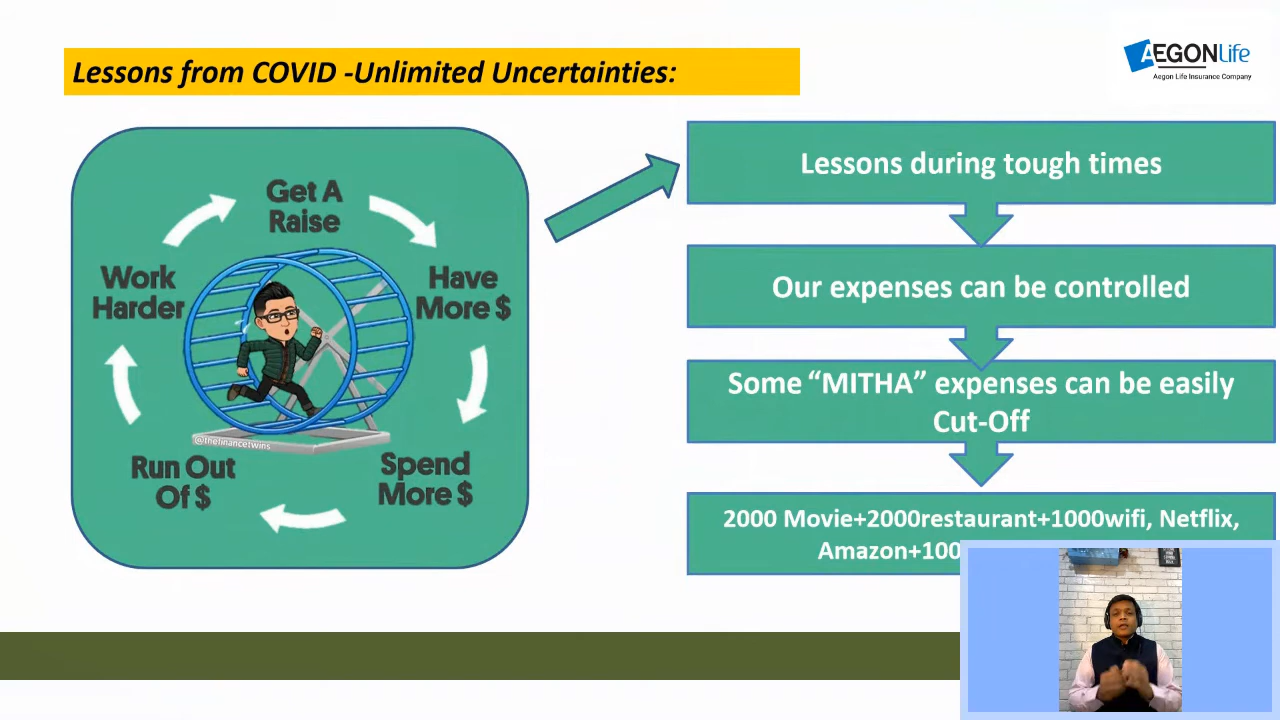 Lessons from COVID -Unlimited Uncertainties:
AEGONLife
Aegon Life Insurance Company
Get A
Raise
Have
More $
Spend
More $
Run Out
Of $
Work
Harder
@thefinancetwins
Lessons during tough times
Our expenses can be controlled
Some “MITHA” expenses can be easily
Cut-Off
2000 Movie+2000restaurant+1000wifi, Netflix,
Amazon+100